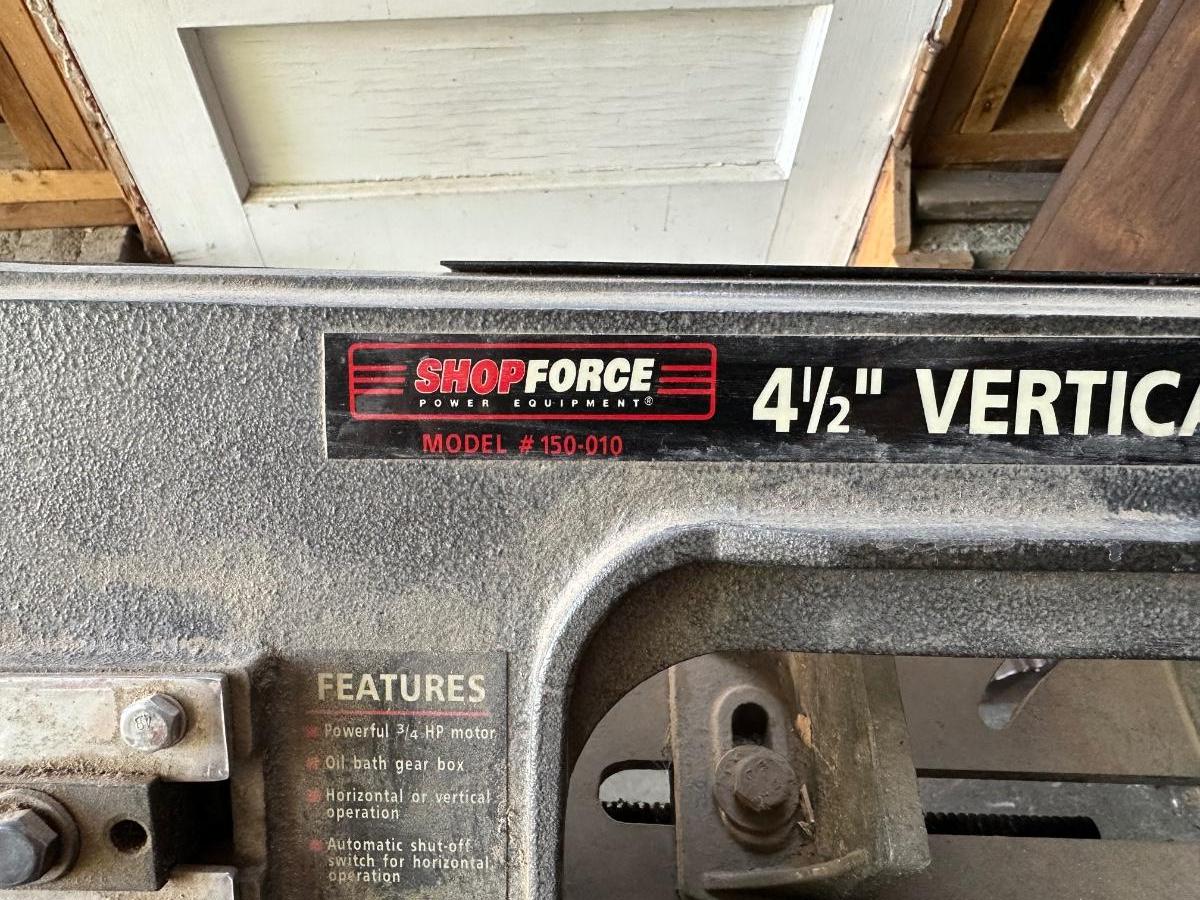 SHOPFORCE
POWER EQUIPMENT®
MODEL # 150-010
4½" VERTICA
FEATURES
Powerful ¾ HP motor
Oil bath gear box
Horizontal or vertical
operation
Automatic shut-off
switch for horizontal
operation